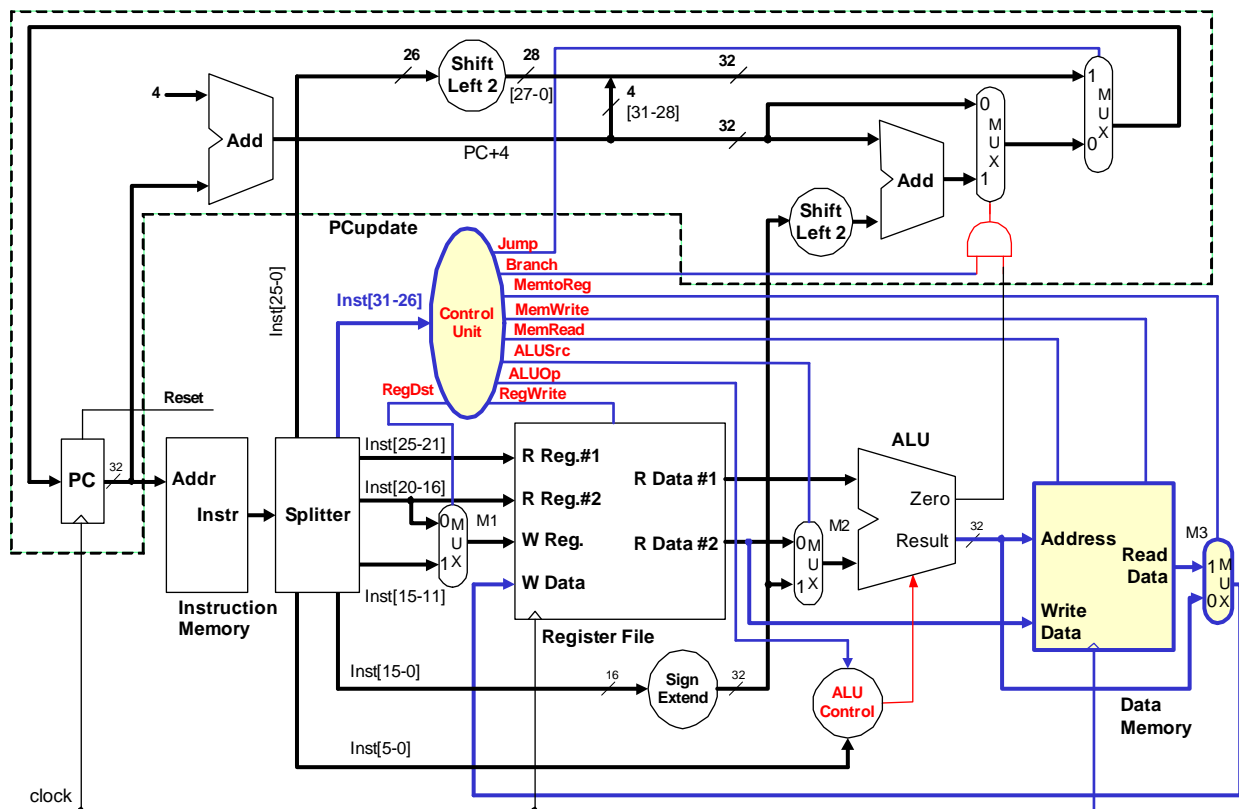 26
Shift
Left 2
28
[27-0]
4
[31-28]
32
1
M
U
X
0
4
Add
PC+4
32
0
M
U
X
1
Add
Shift
Left 2
PCupdate
Inst[25-0]
Inst[31-26]
Control
Unit
Jump
Branch
MemtoReg
MemWrite
MemRead
ALUSrc
ALUOp
RegWrite
RegDst
Reset
PC
32
Addr
Instr
Instruction
Memory
Splitter
Inst[25-21]
Inst[20-16]
Inst[15-11]
0
M
U
X
1
M1
R Reg.#1
R Reg.#2
W Reg.
W Data
R Data #1
R Data #2
Register File
0
M
U
X
1
M2
ALU
Zero
Result
32
Address
Read
Data
Write
Data
Data
Memory
M3
1
M
U
X
0
Inst[15-0]
16
Sign
Extend
32
ALU
Control
Inst[5-0]
clock